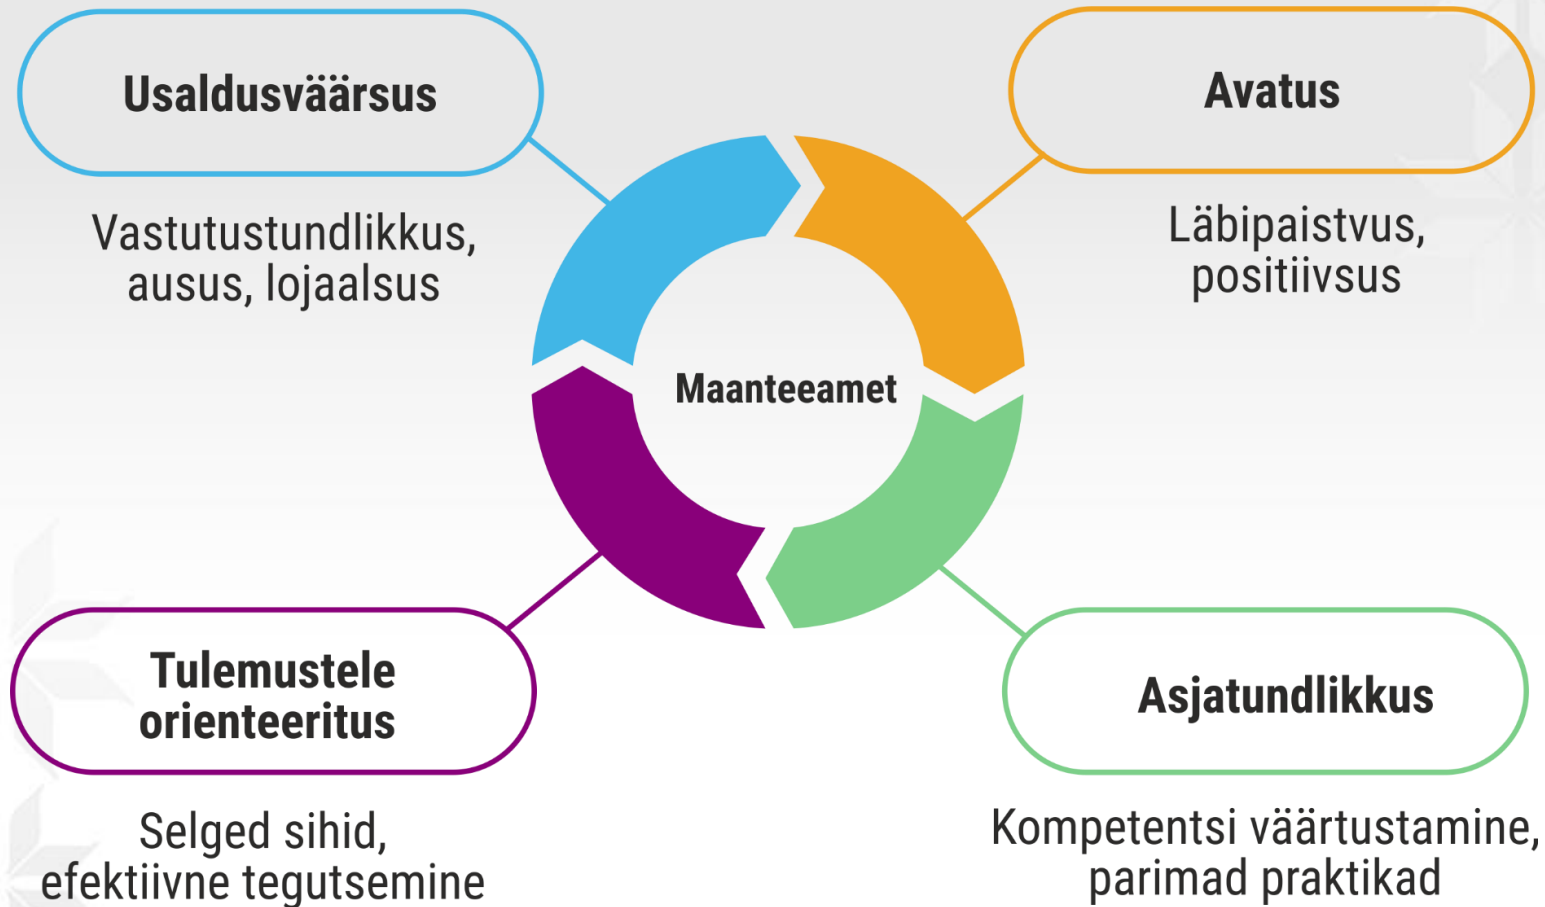 Usaldusväärsus
Vastutustundlikkus,
ausus, lojaalsus
Avatus
Läbipaistvus,
positiivsus
Maanteeamet
Tulemustele
orienteeritus
Selged sihid,
efektiivne tegutsemine
Asjatundlikkus
Kompetentsi väärtustamine,
parimad praktikad